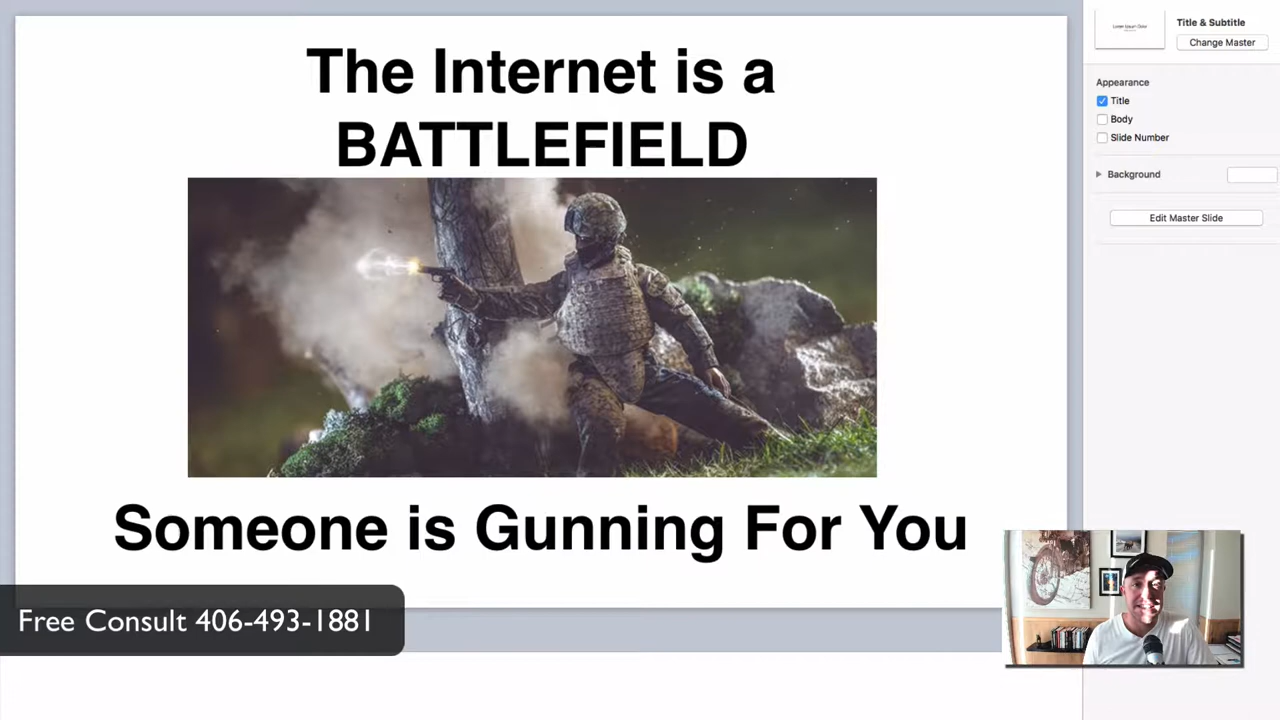 The Internet is a
BATTLEFIELD
Someone is Gunning For You
Free Consult 406-493-1881
Title & Subtitle
Change Master
Appearance
Title
Body
Slide Number
Background
Edit Master Slide